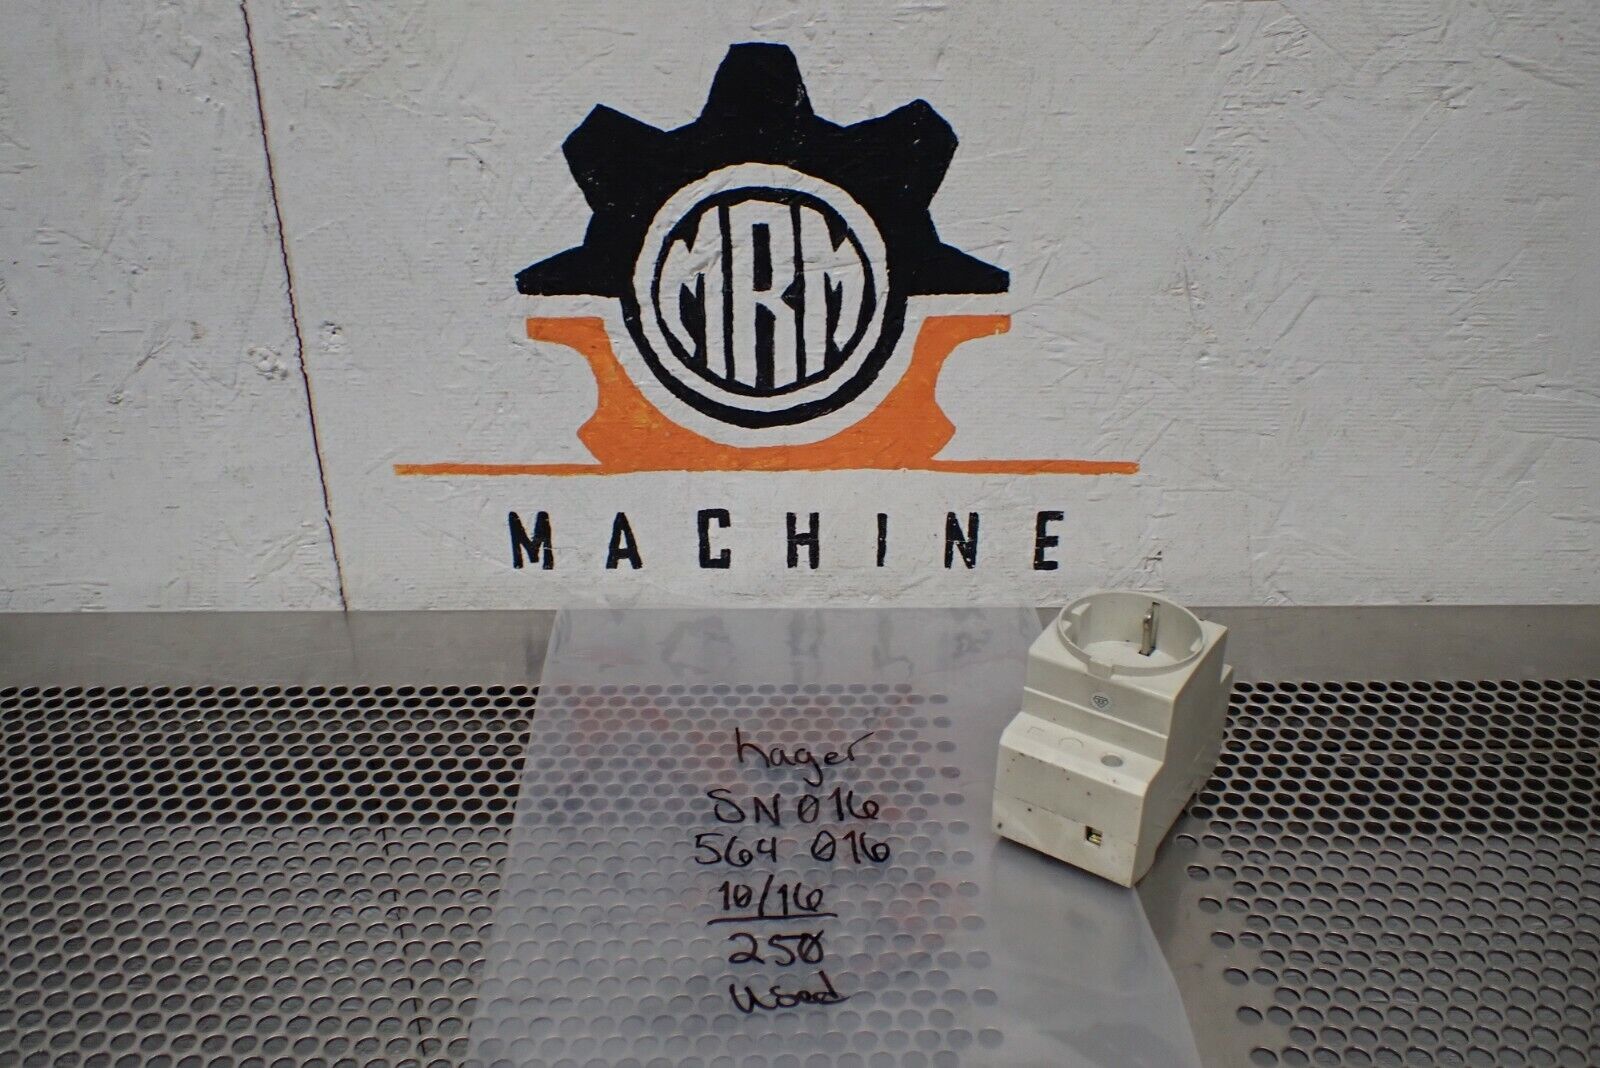 MRM
MACHINE
hager
SN016
564 016
10/16
250
Used